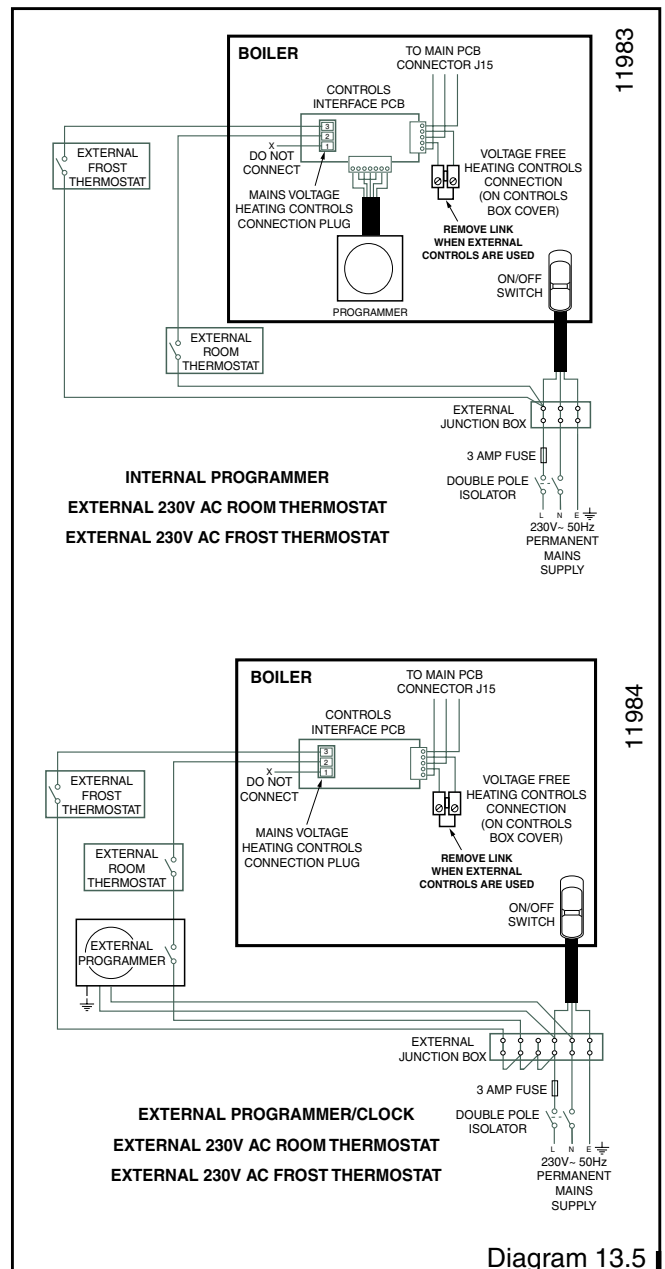 11983
BOILER
TO MAIN PCB
CONNECTOR J15
CONTROLS
INTERFACE PCB
3
2
1
X
DO NOT
CONNECT
EXTERNAL
FROST
THERMOSTAT
MAINS VOLTAGE
HEATING CONTROLS
CONNECTION PLUG
VOLTAGE FREE
HEATING CONTROLS
CONNECTION
(ON CONTROLS
BOX COVER)
REMOVE LINK
WHEN EXTERNAL
CONTROLS ARE USED
ON/OFF
SWITCH
PROGRAMMER
EXTERNAL
ROOM
THERMOSTAT
EXTERNAL
JUNCTION BOX
3 AMP FUSE
DOUBLE POLE
ISOLATOR
L N E
230V~ 50Hz
PERMANENT
MAINS
SUPPLY
INTERNAL PROGRAMMER
EXTERNAL 230V AC ROOM THERMOSTAT
EXTERNAL 230V AC FROST THERMOSTAT
11984
BOILER
TO MAIN PCB
CONNECTOR J15
CONTROLS
INTERFACE PCB
3
2
1
X
DO NOT
CONNECT
EXTERNAL
FROST
THERMOSTAT
MAINS VOLTAGE
HEATING CONTROLS
CONNECTION PLUG
VOLTAGE FREE
HEATING CONTROLS
CONNECTION
(ON CONTROLS
BOX COVER)
REMOVE LINK
WHEN EXTERNAL
CONTROLS ARE USED
EXTERNAL
ROOM
THERMOSTAT
ON/OFF
SWITCH
EXTERNAL
PROGRAMMER
EXTERNAL
JUNCTION BOX
3 AMP FUSE
DOUBLE POLE
ISOLATOR
L N E
230V~ 50Hz
PERMANENT
MAINS
SUPPLY
EXTERNAL PROGRAMMER/CLOCK
EXTERNAL 230V AC ROOM THERMOSTAT
EXTERNAL 230V AC FROST THERMOSTAT
Diagram 13.5